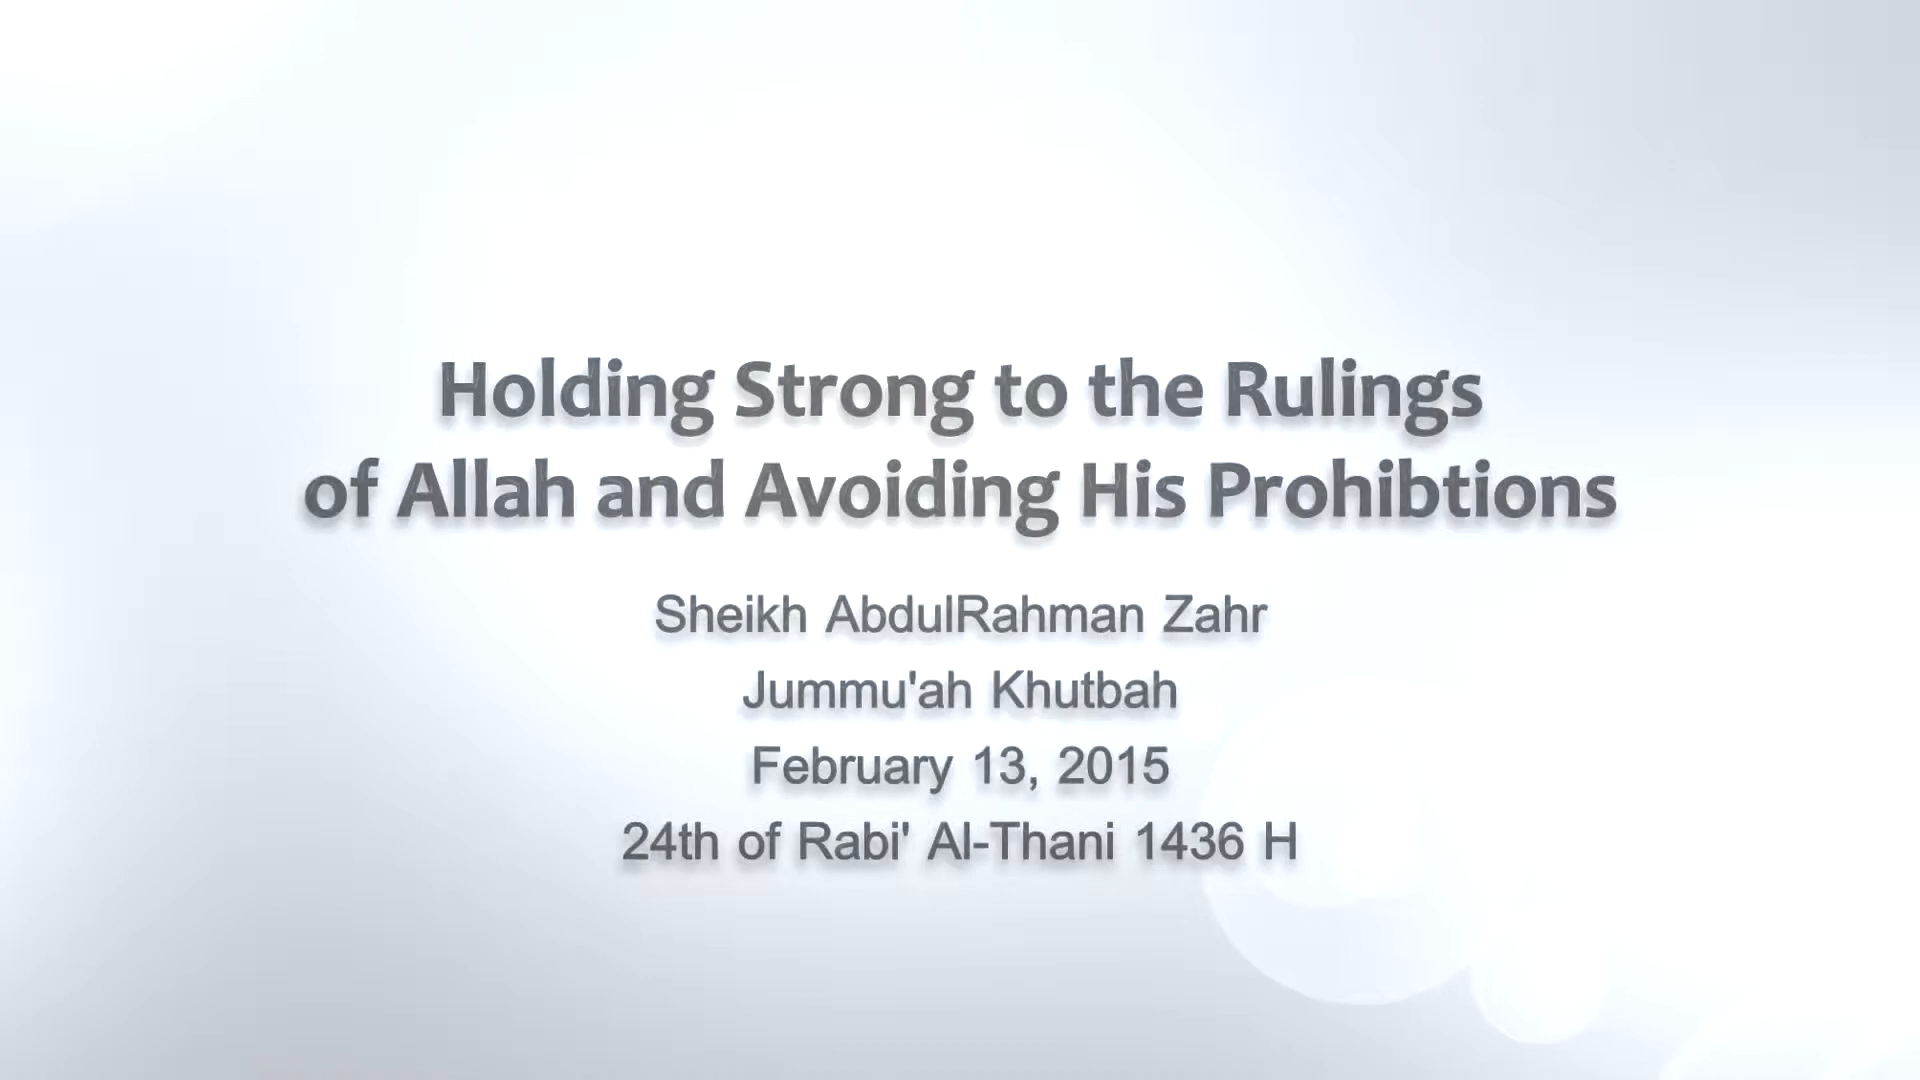 Holding Strong to the Rulings
of Allah and Avoiding His Prohibtions
Sheikh AbdulRahman Zahr
Jummu'ah Khutbah
February 13, 2015
24th of Rabi' Al-Thani 1436 H